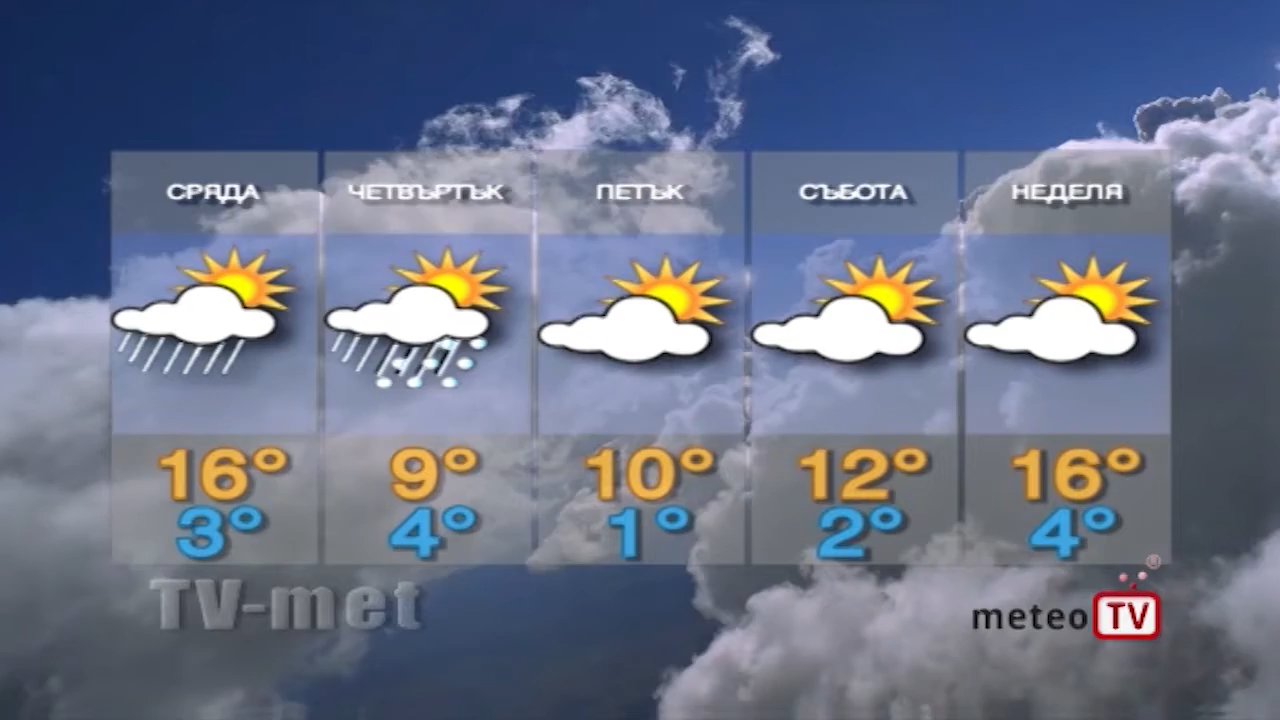 СРЯДА
ЧЕТВЪРТЪК
ПЕТЪК
СЪБОТА
НЕДЕЛЯ
16° 9° 10° 12° 16°
3° 4° 1° 2° 4°
TV-met
meteo TV ®